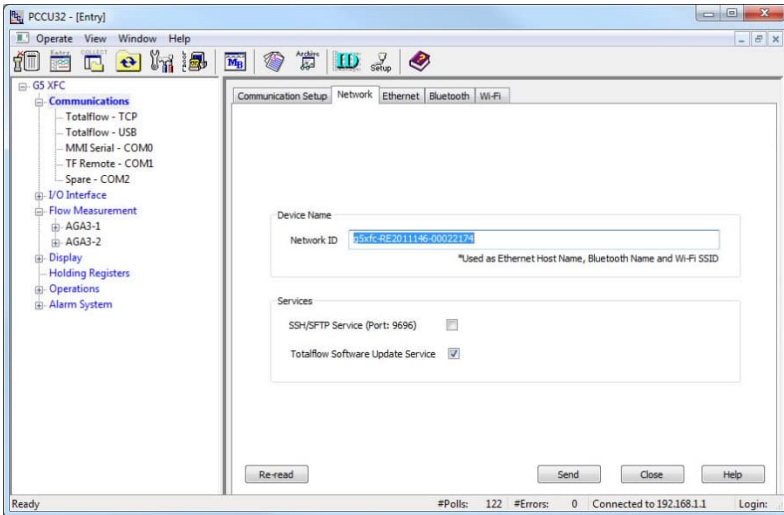 PCCU32 - [Entry]
Operate View Window Help
Entry COLLECT MB Archive ID Setup
G5 XFC
Communications
Totalflow - TCP
Totalflow - USB
MMI Serial - COM0
TF Remote - COM1
Spare - COM2
I/O Interface
Flow Measurement
AGA3-1
AGA3-2
Display
Holding Registers
Operations
Alarm System
Communication Setup Network Ethernet Bluetooth Wi-Fi
Device Name
Network ID g5xfc-RE2011146-00022174
*Used as Ethernet Host Name, Bluetooth Name and Wi-Fi SSID
Services
SSH/SFTP Service (Port: 9696)
Totalflow Software Update Service
Re-read Send Close Help
Ready #Polls: 122 #Errors: 0 Connected to 192.168.1.1 Login: